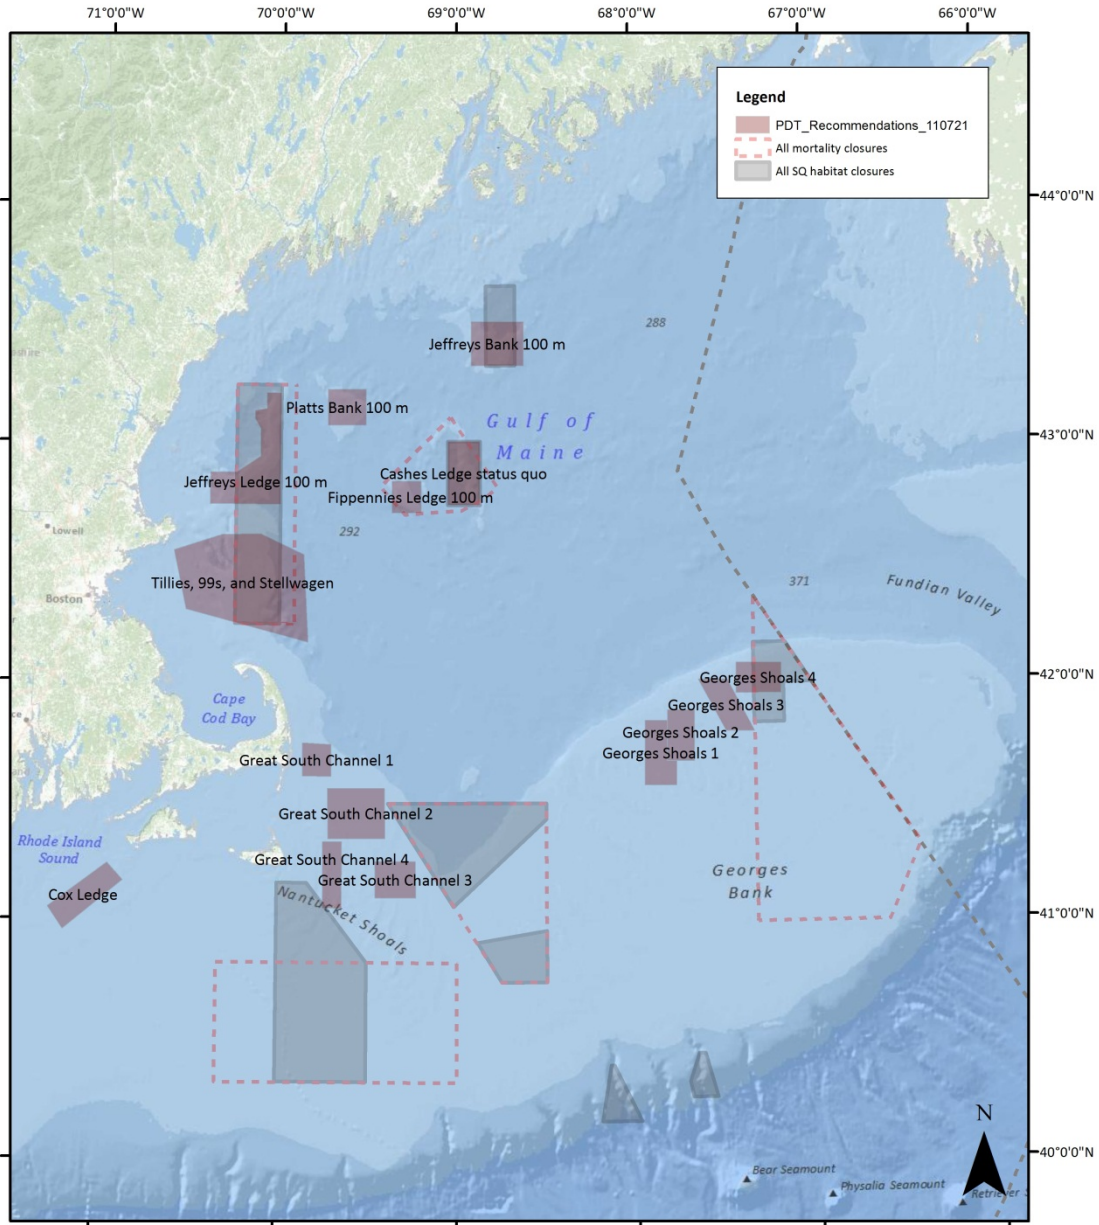 71°0'0"W 70°0'0"W 69°0'0"W 68°0'0"W 67°0'0"W 66°0'0"W
Legend
PDT_Recommendations_110721
All mortality closures
All SQ habitat closures
44°0'0"N
288
Jeffreys Bank 100 m
Platts Bank 100 m
Gulf of
Maine
43°0'0"N
Cashes Ledge status quo
Jeffreys Ledge 100 m
Fippennies Ledge 100 m
292
Lowell
371
Fundian Valley
Tillies, 99s, and Stellwagen
Boston
42°0'0"N
Georges Shoals 4
Cape
Cod Bay
Georges Shoals 3
Georges Shoals 2
Georges Shoals 1
Great South Channel 1
Great South Channel 2
Rhode Island
Sound
Great South Channel 4
Georges
Bank
Great South Channel 3
Cox Ledge
Nantucket Shoals
41°0'0"N
N
40°0'0"N
Bear Seamount
Physalia Seamount